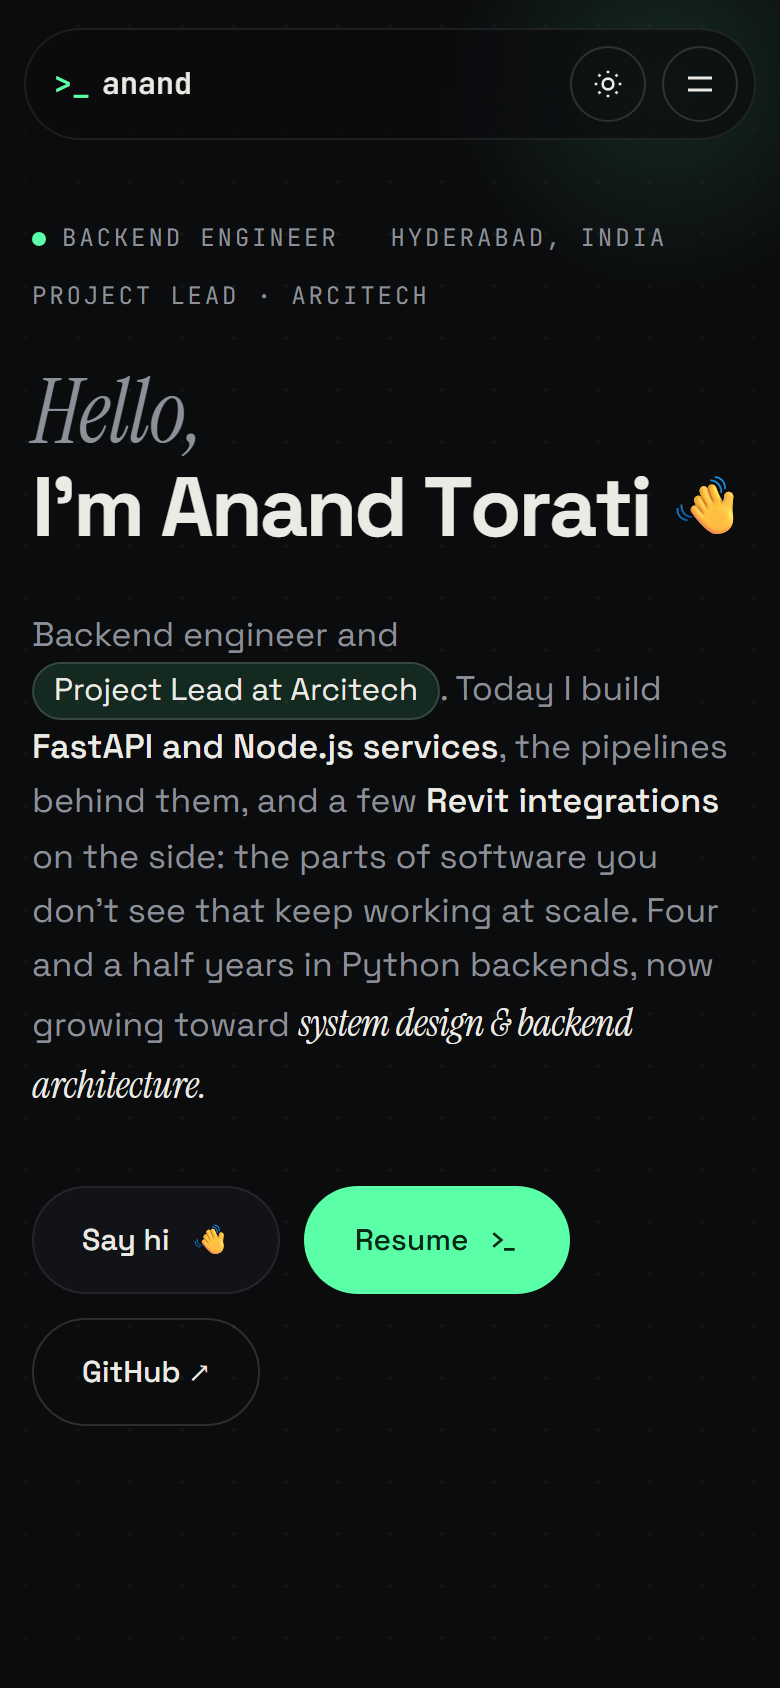 >_ anand
BACKEND ENGINEER HYDERABAD, INDIA
PROJECT LEAD · ARCITECH
Hello,
I’m Anand Torati 👋
Backend engineer and
Project Lead at Arcitech. Today I build
FastAPI and Node.js services, the pipelines
behind them, and a few Revit integrations
on the side: the parts of software you
don’t see that keep working at scale. Four
and a half years in Python backends, now
growing toward system design & backend
architecture.
Say hi 👋
Resume >_
GitHub ↗